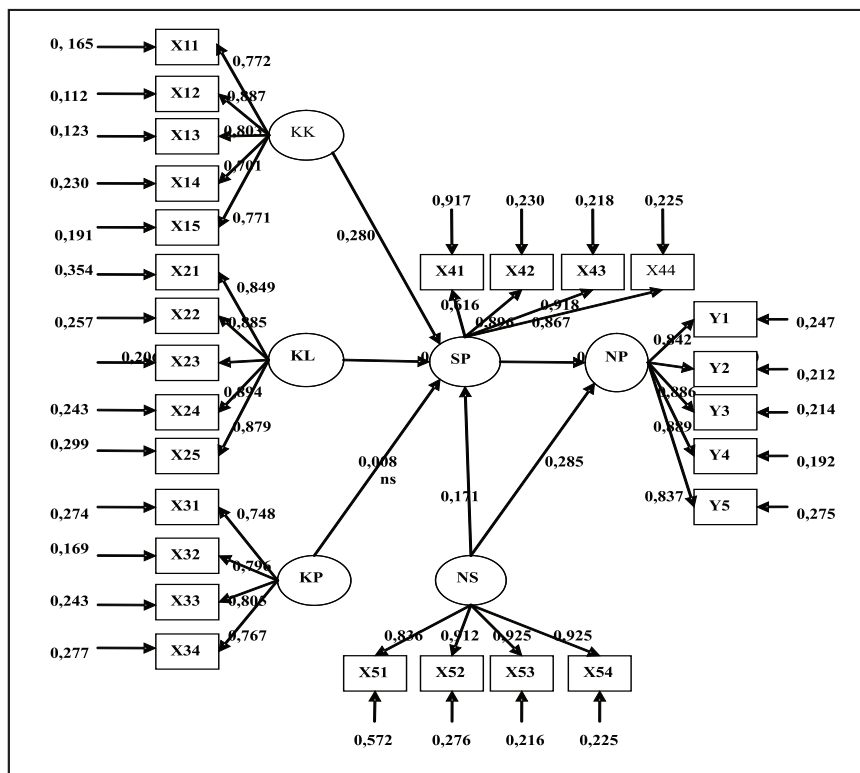 0, 165 X11 0,772
0,112 X12 0,887
0,123 X13 0,803 KK
0,230 X14 0,701
0,191 X15 0,771
0,280
0,917 0,230 0,218 0,225
X41 X42 X43 X44
0,616 0,896 0,918 0,867
0,354 X21 0,849
0,257 X22 0,885
X23 KL SP NP
0,243 X24 0,894
0,299 X25 0,879
0,842 Y1 0,247
Y2 0,212
0,886 Y3 0,214
0,889 Y4 0,192
0,837 Y5 0,275
0,008
ns
0,171
0,285
0,274 X31 0,748
0,169 X32 0,796
0,243 X33 0,805 KP NS
0,277 X34 0,767
0,836 0,912 0,925 0,925
X51 X52 X53 X54
0,572 0,276 0,216 0,225